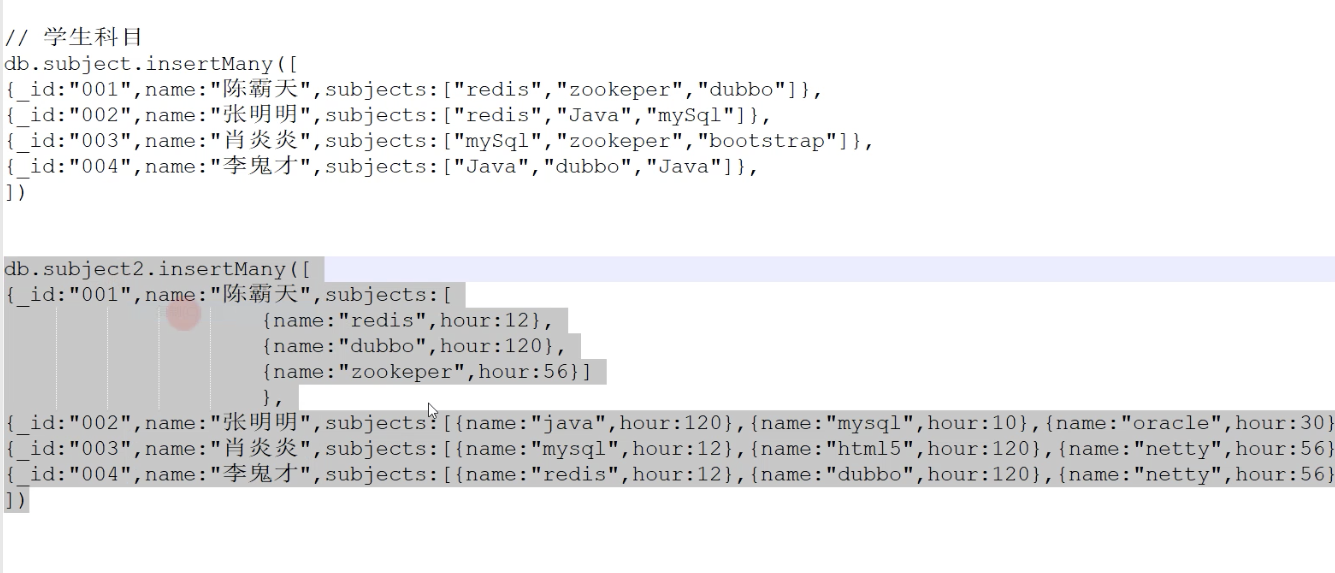 // 学生科目
db.subject.insertMany([
{_id:"001",name:"陈霸天",subjects:["redis","zookeper","dubbo"]},
{_id:"002",name:"张明明",subjects:["redis","Java","mySql"]},
{_id:"003",name:"肖炎炎",subjects:["mySql","zookeper","bootstrap"]},
{_id:"004",name:"李鬼才",subjects:["Java","dubbo","Java"]},
])
db.subject2.insertMany([
{_id:"001",name:"陈霸天",subjects:[
{name:"redis",hour:12},
{name:"dubbo",hour:120},
{name:"zookeper",hour:56}]
},
{_id:"002",name:"张明明",subjects:[{name:"java",hour:120},{name:"mysql",hour:10},{name:"oracle",hour:30}
{_id:"003",name:"肖炎炎",subjects:[{name:"mysql",hour:12},{name:"html5",hour:120},{name:"netty",hour:56}
{_id:"004",name:"李鬼才",subjects:[{name:"redis",hour:12},{name:"dubbo",hour:120},{name:"netty",hour:56}
])